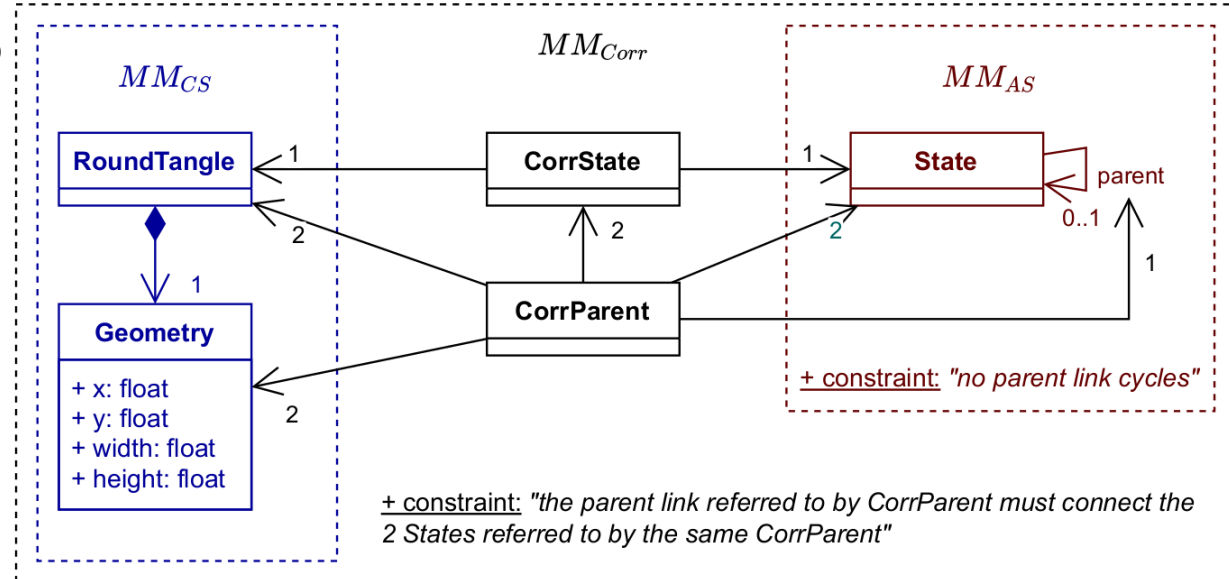 )
MM_Corr
MM_CS
MM_AS
RoundTangle
1
CorrState
1
State
parent
0..1
2
2
2
1
1
Geometry
CorrParent
+ x: float
+ y: float
+ width: float
+ height: float
2
+ constraint: "no parent link cycles"
+ constraint: "the parent link referred to by CorrParent must connect the
2 States referred to by the same CorrParent"